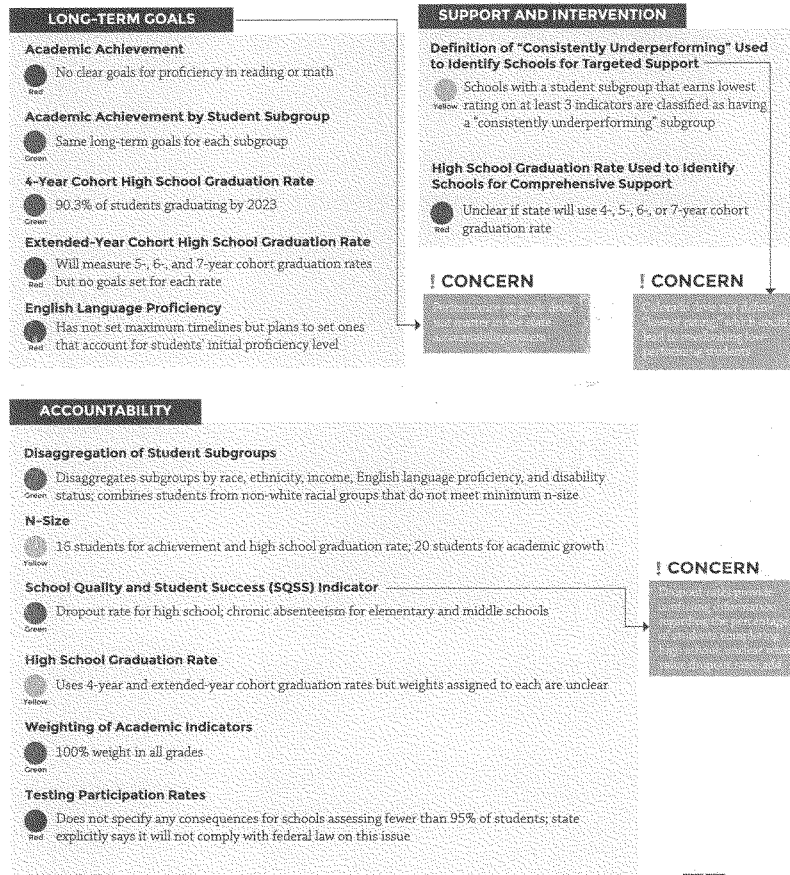 LONG-TERM GOALS
Academic Achievement
No clear goals for proficiency in reading or math
Red
Academic Achievement by Student Subgroup
Same long-term goals for each subgroup
Green
4-Year Cohort High School Graduation Rate
90.3% of students graduating by 2023
Green
Extended-Year Cohort High School Graduation Rate
Will measure 5-, 6-, and 7-year cohort graduation rates
but no goals set for each rate
Red
English Language Proficiency
Has not set maximum timelines but plans to set ones
that account for students' initial proficiency level
Red
SUPPORT AND INTERVENTION
Definition of "Consistently Underperforming" Used
to Identify Schools for Targeted Support
Schools with a student subgroup that earns lowest
rating on at least 3 indicators are classified as having
a "consistently underperforming" subgroup
Yellow
High School Graduation Rate Used to Identify
Schools for Comprehensive Support
Unclear if state will use 4-, 5-, 6-, or 7-year cohort
graduation rate
Red
! CONCERN
! CONCERN
ACCOUNTABILITY
Disaggregation of Student Subgroups
Disaggregates subgroups by race, ethnicity, income, English language proficiency, and disability
status; combines students from non-white racial groups that do not meet minimum n-size
Green
N-Size
16 students for achievement and high school graduation rate; 20 students for academic growth
Yellow
School Quality and Student Success (SQSS) Indicator
Dropout rate for high school; chronic absenteeism for elementary and middle schools
Green
! CONCERN
High School Graduation Rate
Uses 4-year and extended-year cohort graduation rates but weights assigned to each are unclear
Yellow
Weighting of Academic Indicators
100% weight in all grades
Green
Testing Participation Rates
Does not specify any consequences for schools assessing fewer than 95% of students; state
explicitly says it will not comply with federal law on this issue
Red